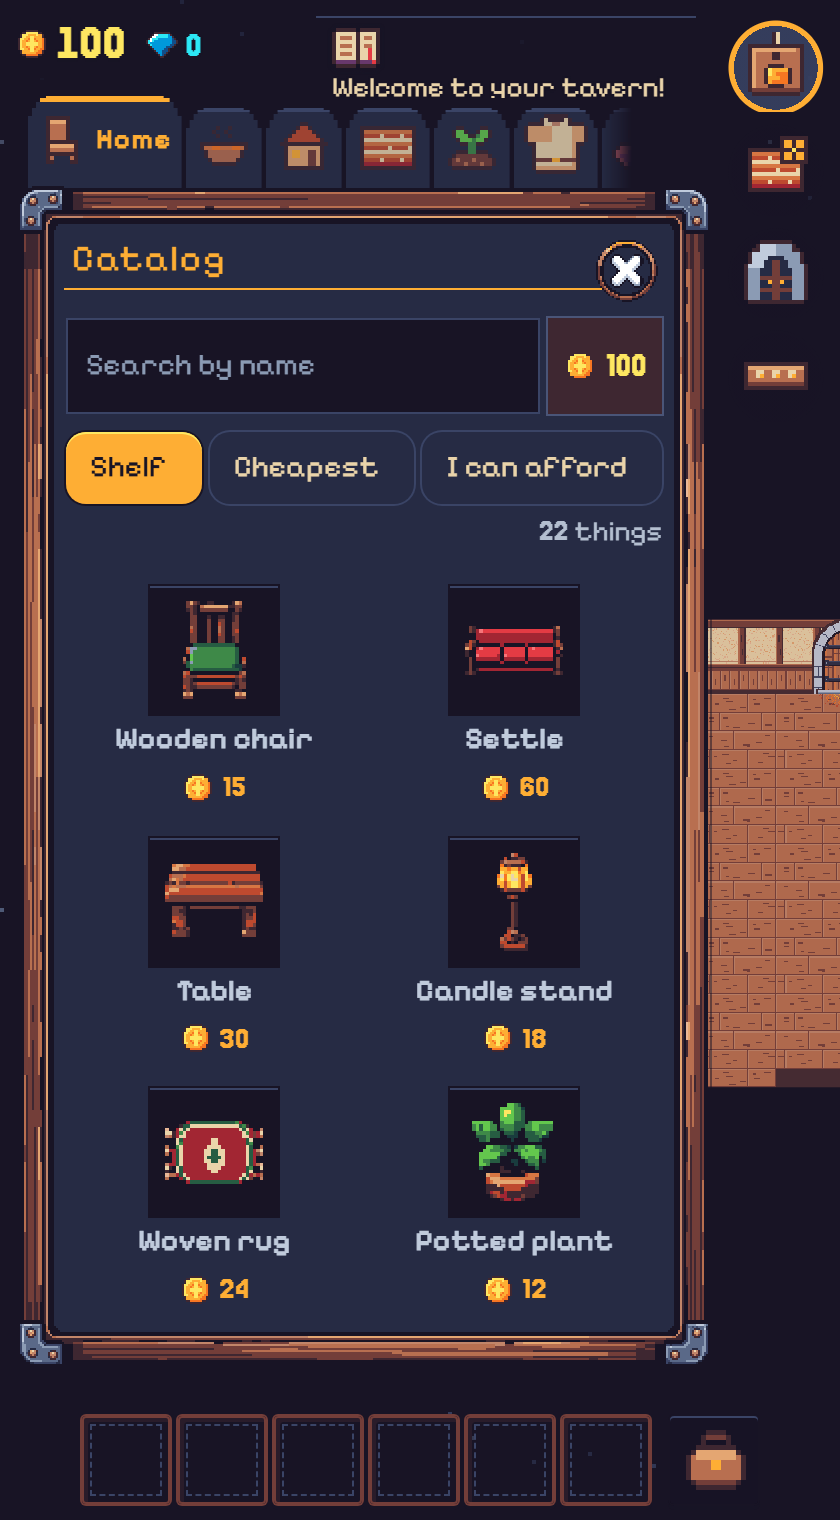 100 0
Welcome to your tavern!
Home
Catalog
Search by name
100
Shelf Cheapest I can afford
22 things
Wooden chair Settle
15 60
Table Candle stand
30 18
Woven rug Potted plant
24 12